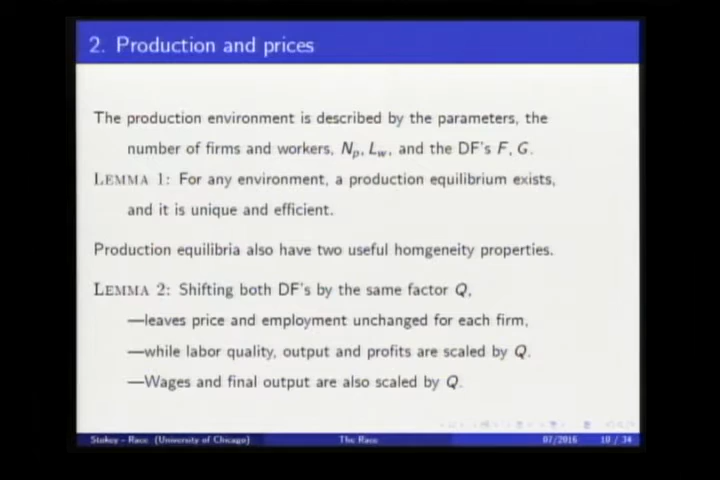 2. Production and prices
The production environment is described by the parameters, the
number of firms and workers, Np, Lw, and the DF's F, G.
LEMMA 1: For any environment, a production equilibrium exists,
and it is unique and efficient.
Production equilibria also have two useful homgeneity properties.
LEMMA 2: Shifting both DF's by the same factor Q,
—leaves price and employment unchanged for each firm,
—while labor quality, output and profits are scaled by Q.
—Wages and final output are also scaled by Q.
Stokey - Race (University of Chicago) The Race 07/2016 10 / 34